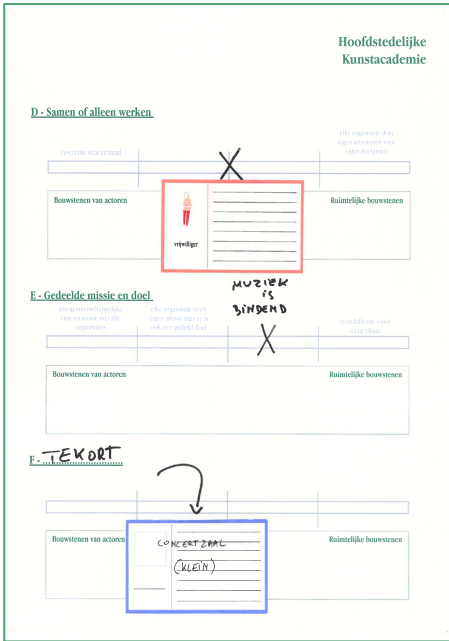 Hoofdstedelijke
Kunstacademie
D - Samen of alleen werken
co-creatie staat centraal
elke organisatie doet
eigen activiteiten voor
eigen doelgroep
X
Bouwstenen van actoren
Ruimtelijke bouwstenen
vrijwilliger
MUZIEK
IS
BINDEND
E - Gedeelde missie en doel
een gemeenschappelijke
visie en missie met alle
organisaties
elke organisatie heeft
eigen missie maar er is
ook een gedeeld doel
verschillende visies
naast elkaar
X
Bouwstenen van actoren
Ruimtelijke bouwstenen
F - TEKORT
Bouwstenen van actoren
Ruimtelijke bouwstenen
CONCERTZAAL
(KLEIN)